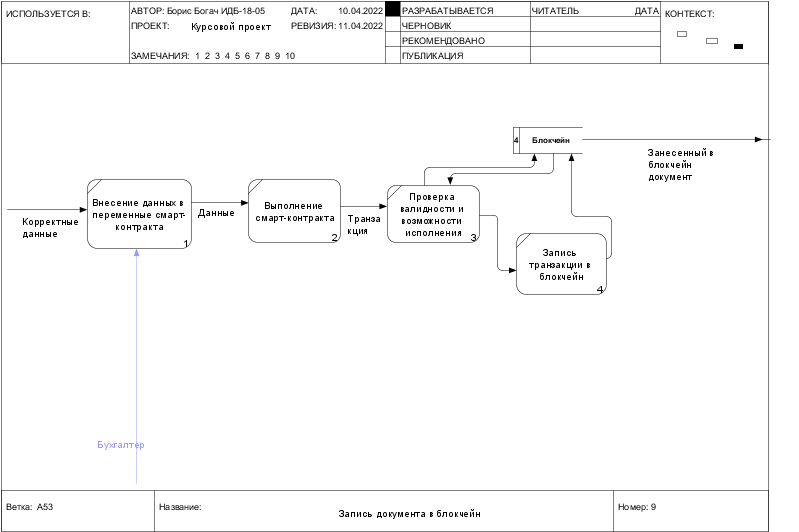 ИСПОЛЬЗУЕТСЯ В:
АВТОР: Борис Богач ИДБ-18-05
ДАТА: 10.04.2022
ПРОЕКТ: Курсовой проект
РЕВИЗИЯ: 11.04.2022
ЗАМЕЧАНИЯ: 1 2 3 4 5 6 7 8 9 10
РАЗРАБАТЫВАЕТСЯ
ЧЕРНОВИК
РЕКОМЕНДОВАНО
ПУБЛИКАЦИЯ
ЧИТАТЕЛЬ ДАТА
КОНТЕКСТ:
4 Блокчейн
Занесенный в
блокчейн
документ
Корректные
данные
Внесение данных в
переменные смарт-
контракта
1
Данные
Выполнение
смарт-контракта
2
Транза
кция
Проверка
валидности и
возможности
исполнения
3
Запись
транзакции в
блокчейн
4
Бухгалтер
Ветка: A53
Название:
Запись документа в блокчейн
Номер: 9